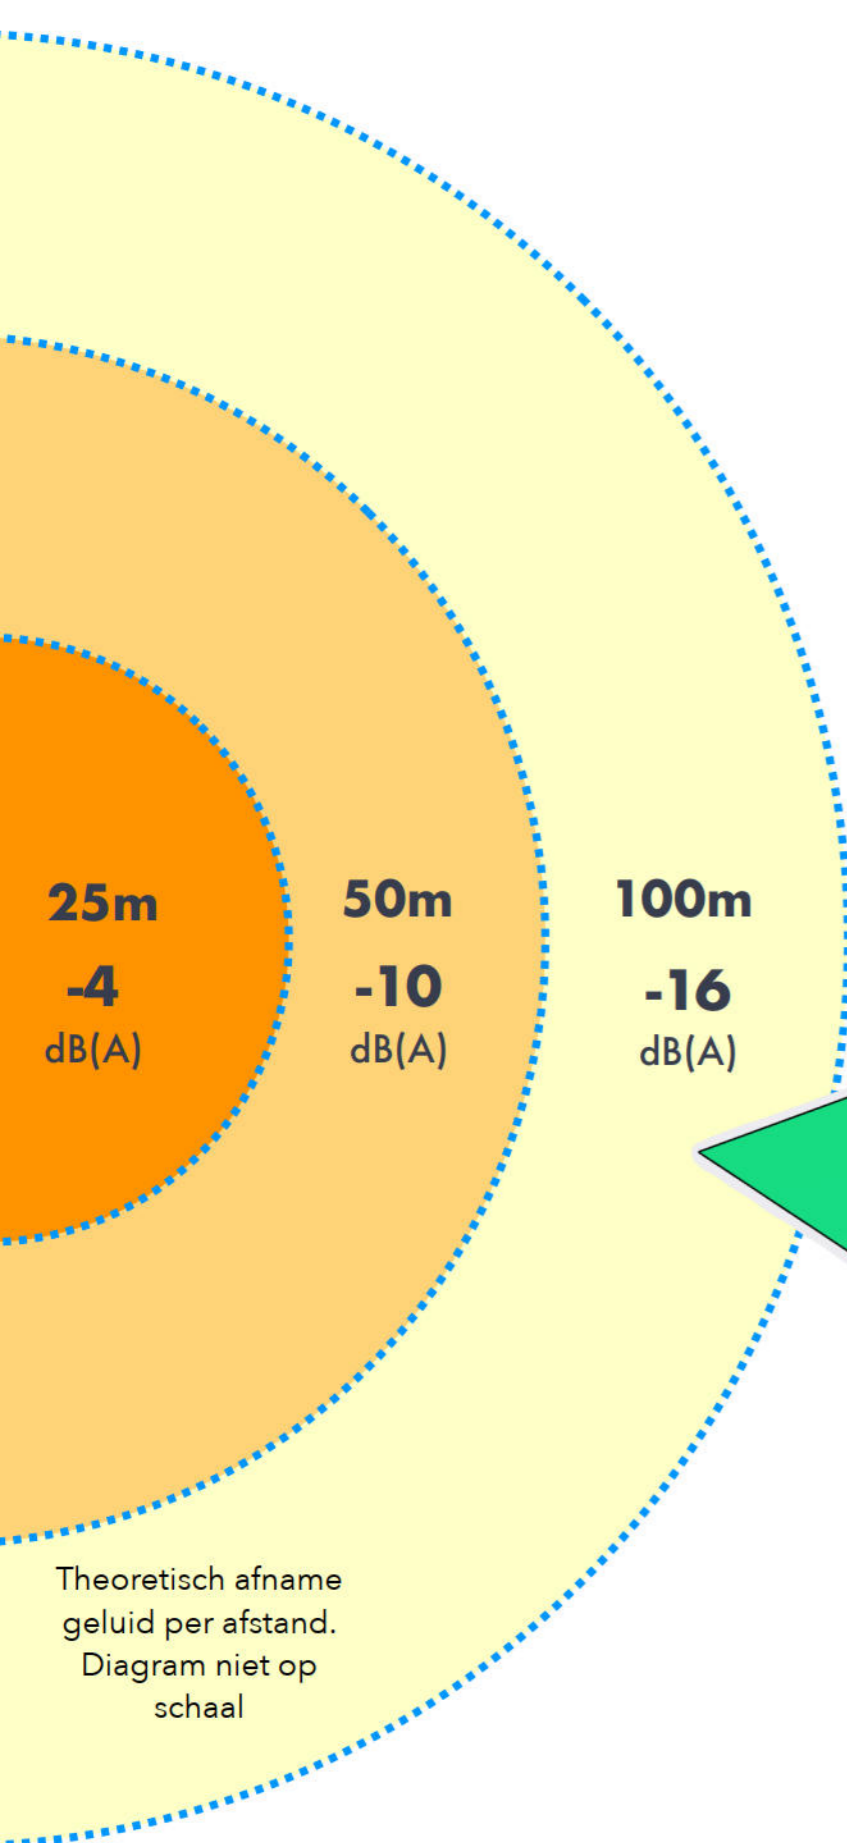 25m
-4
dB(A)
50m
-10
dB(A)
100m
-16
dB(A)
Theoretisch afname
geluid per afstand.
Diagram niet op
schaal